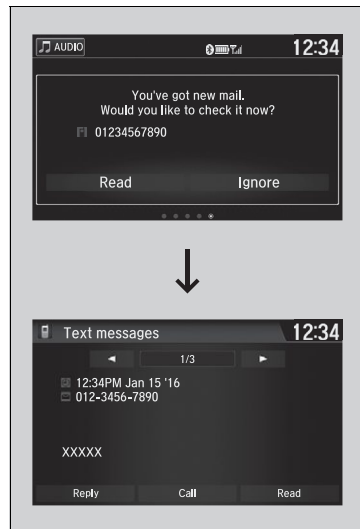 AUDIO
12:34
You've got new mail.
Would you like to check it now?
01234567890
Read Ignore
Text messages
12:34
1/3
12:34PM Jan 15 '16
012-3456-7890
XXXXX
Reply Call Read